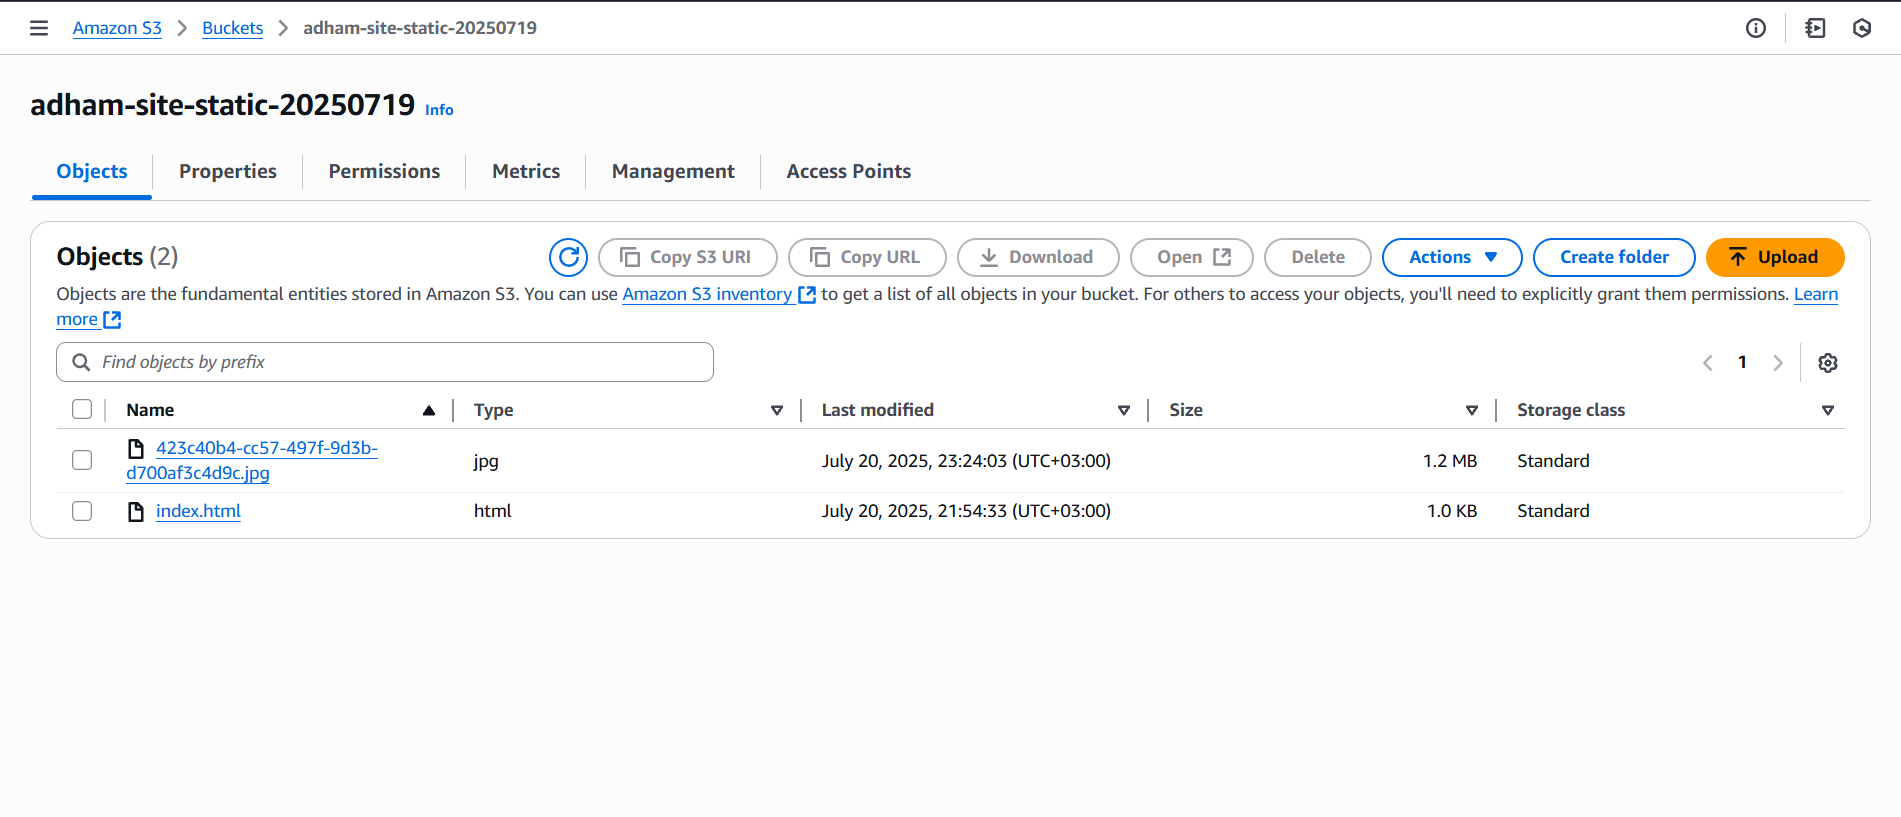 Amazon S3 > Buckets > adham-site-static-20250719
adham-site-static-20250719 Info
Objects Properties Permissions Metrics Management Access Points
Objects (2) Copy S3 URI Copy URL Download Open Delete Actions Create folder Upload
Objects are the fundamental entities stored in Amazon S3. You can use Amazon S3 inventory to get a list of all objects in your bucket. For others to access your objects, you'll need to explicitly grant them permissions. Learn
more
Find objects by prefix 1
Name Type Last modified Size Storage class
423c40b4-cc57-497f-9d3b-
d700af3c4d9c.jpg jpg July 20, 2025, 23:24:03 (UTC+03:00) 1.2 MB Standard
index.html html July 20, 2025, 21:54:33 (UTC+03:00) 1.0 KB Standard